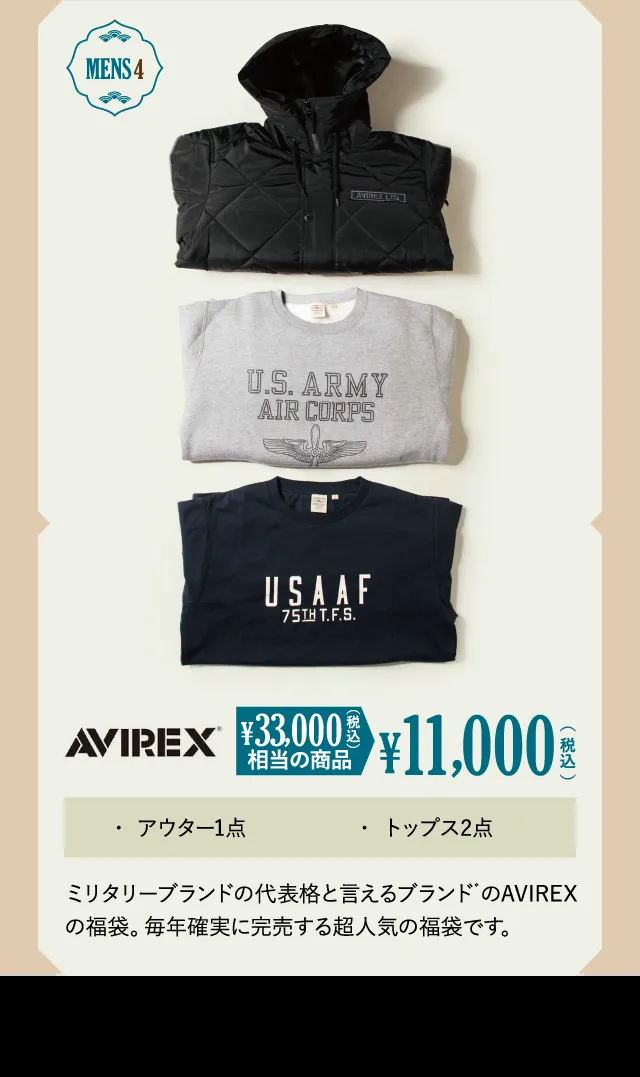 MENS4
AVIREX LTD.
U.S. ARMY
AIR CORPS
USAAF
75TH T.F.S.
AVIREX®
¥33,000(税込)
相当の商品
¥11,000(税込)
・ アウター1点
・ トップス2点
ミリタリーブランドの代表格と言えるブランドのAVIREX
の福袋。毎年確実に完売する超人気の福袋です。